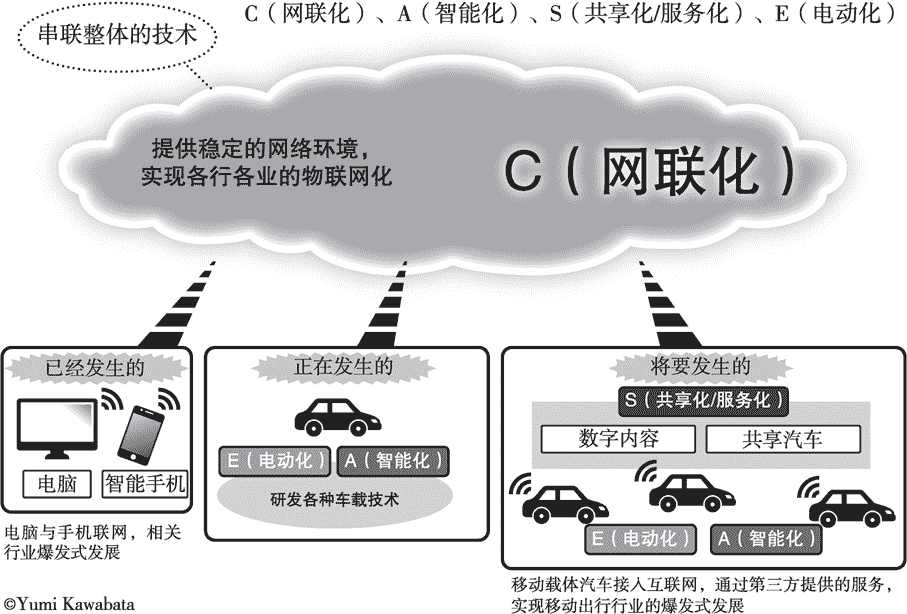 C（网联化）、A（智能化）、S（共享化/服务化）、E（电动化）
串联整体的技术
提供稳定的网络环境，
实现各行各业的物联网化
C（网联化）
已经发生的
电脑
智能手机
电脑与手机联网，相关
行业爆发式发展
正在发生的
E（电动化）
A（智能化）
研发各种车载技术
将要发生的
S（共享化/服务化）
数字内容
共享汽车
E（电动化）
A（智能化）
移动载体汽车接入互联网，通过第三方提供的服务，
实现移动出行行业的爆发式发展
©Yumi Kawabata